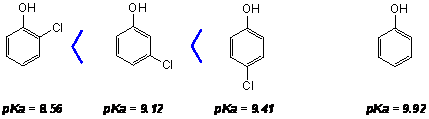 OH OH OH OH
Cl < Cl < Cl
pKa = 8.56 pKa = 9.12 pKa = 9.41 pKa = 9.92